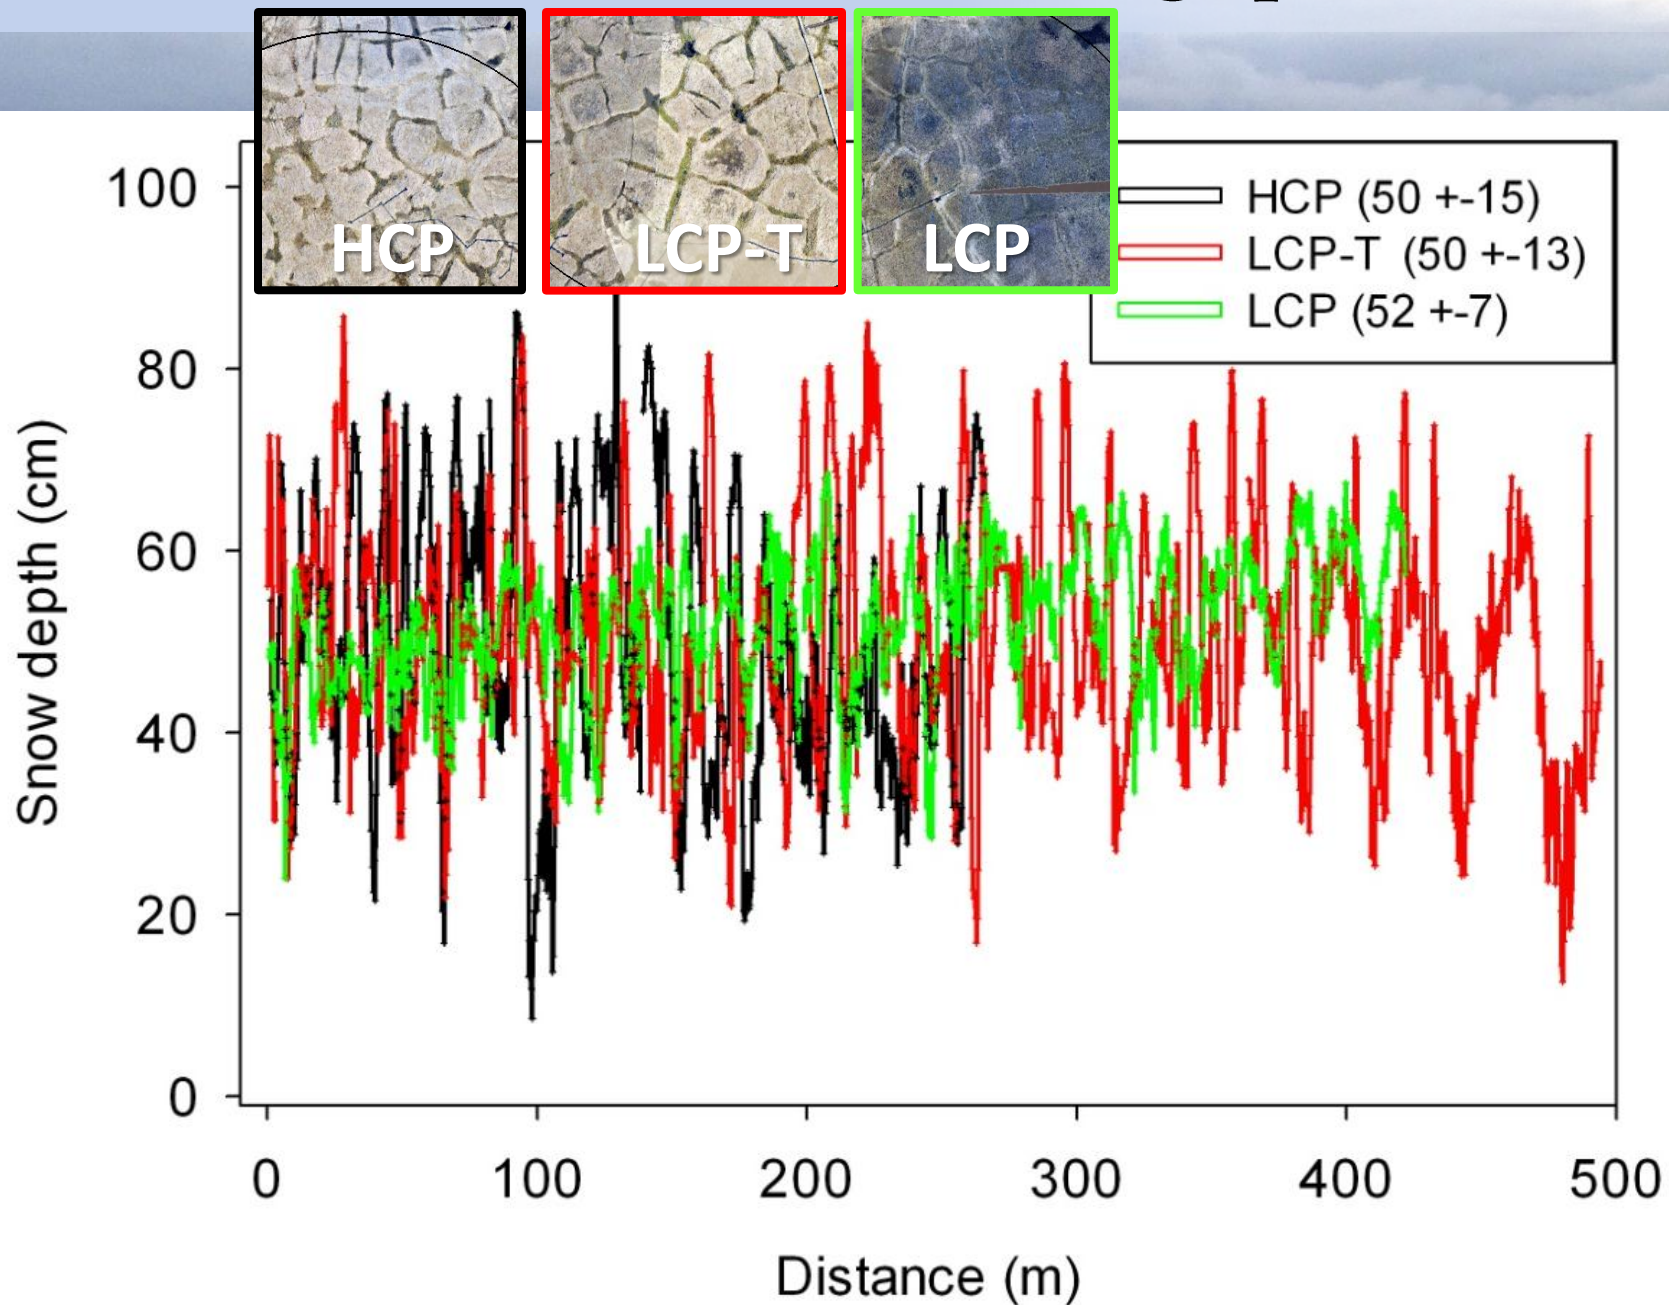 HCP
LCP-T
LCP
HCP (50 +-15)
LCP-T (50 +-13)
LCP (52 +-7)
Snow depth (cm)
100
80
60
40
20
0
0 100 200 300 400 500
Distance (m)